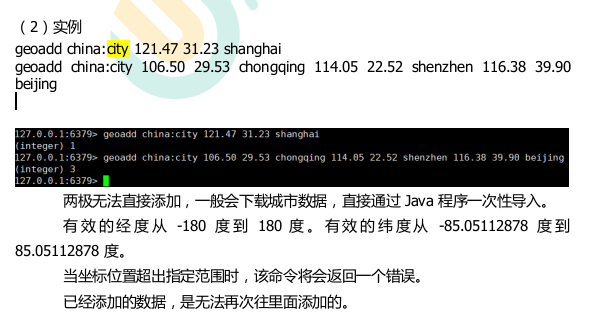 （2）实例
geoadd china:city 121.47 31.23 shanghai
geoadd china:city 106.50 29.53 chongqing 114.05 22.52 shenzhen 116.38 39.90
beijing
127.0.0.1:6379> geoadd china:city 121.47 31.23 shanghai
(integer) 1
127.0.0.1:6379> geoadd china:city 106.50 29.53 chongqing 114.05 22.52 shenzhen 116.38 39.90 beijing
(integer) 3
127.0.0.1:6379>
两极无法直接添加，一般会下载城市数据，直接通过 Java 程序一次性导入。
有效的经度从 -180 度到 180 度。有效的纬度从 -85.05112878 度到
85.05112878 度。
当坐标位置超出指定范围时，该命令将会返回一个错误。
已经添加的数据，是无法再次往里面添加的。